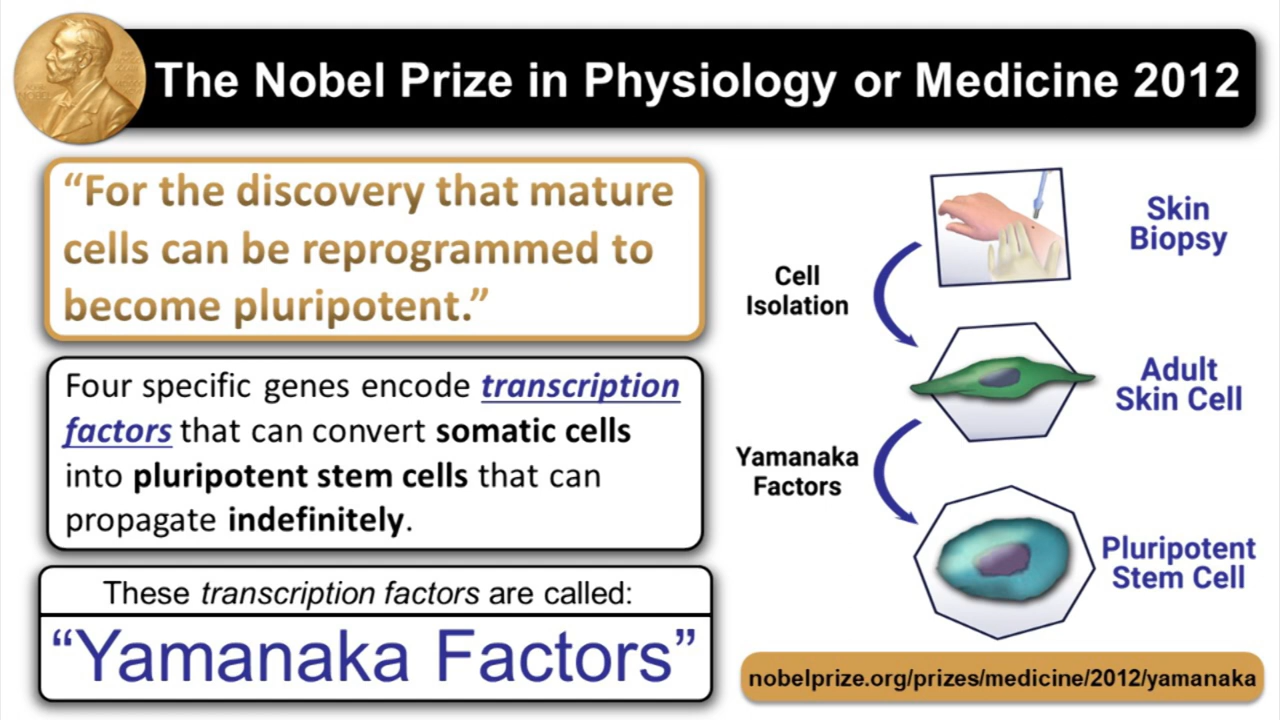 The Nobel Prize in Physiology or Medicine 2012
“For the discovery that mature
cells can be reprogrammed to
become pluripotent.”
Four specific genes encode transcription
factors that can convert somatic cells
into pluripotent stem cells that can
propagate indefinitely.
These transcription factors are called:
“Yamanaka Factors”
Skin
Biopsy
Cell
Isolation
Adult
Skin Cell
Yamanaka
Factors
Pluripotent
Stem Cell
nobelprize.org/prizes/medicine/2012/yamanaka